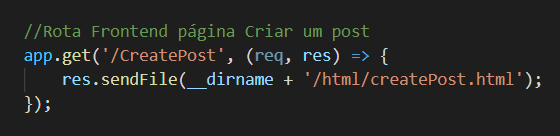 //Rota Frontend página Criar um post
app.get('/CreatePost', (req, res) => {
    res.sendFile(__dirname + '/html/createPost.html');
});